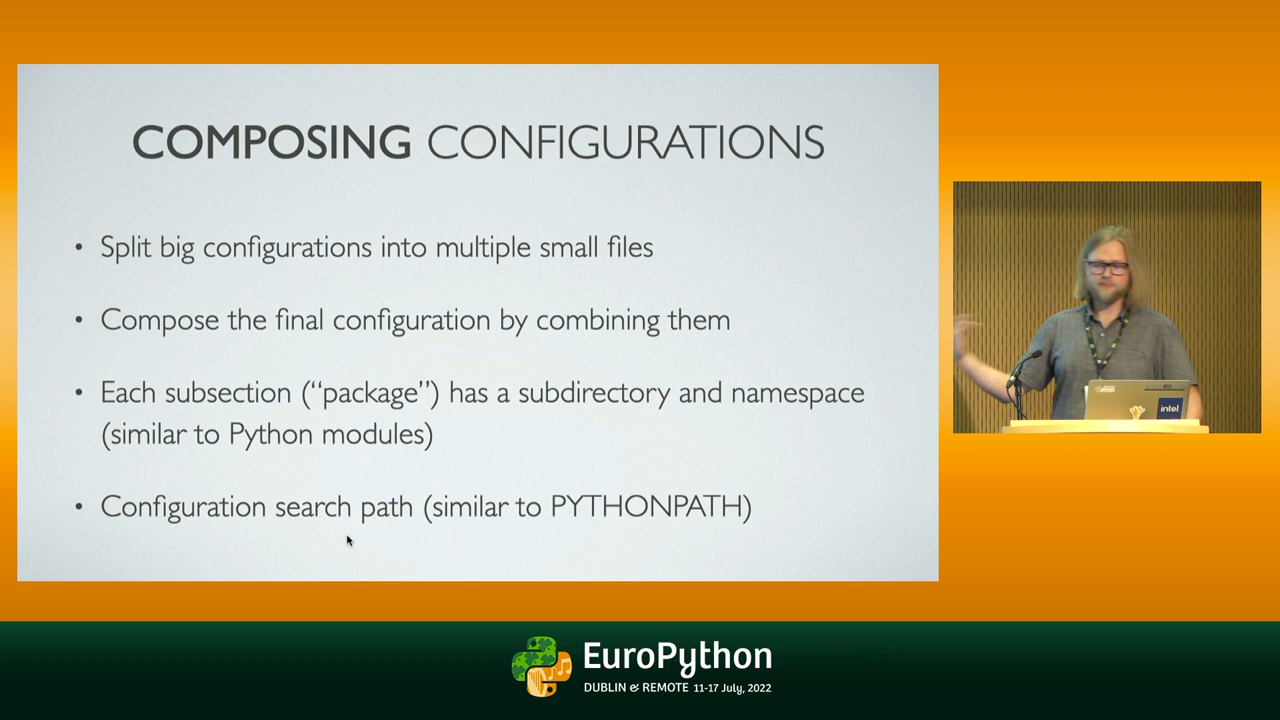 COMPOSING CONFIGURATIONS
• Split big configurations into multiple small files
• Compose the final configuration by combining them
• Each subsection (“package”) has a subdirectory and namespace
(similar to Python modules)
• Configuration search path (similar to PYTHONPATH)
intel
EuroPython
DUBLIN & REMOTE 11-17 July, 2022